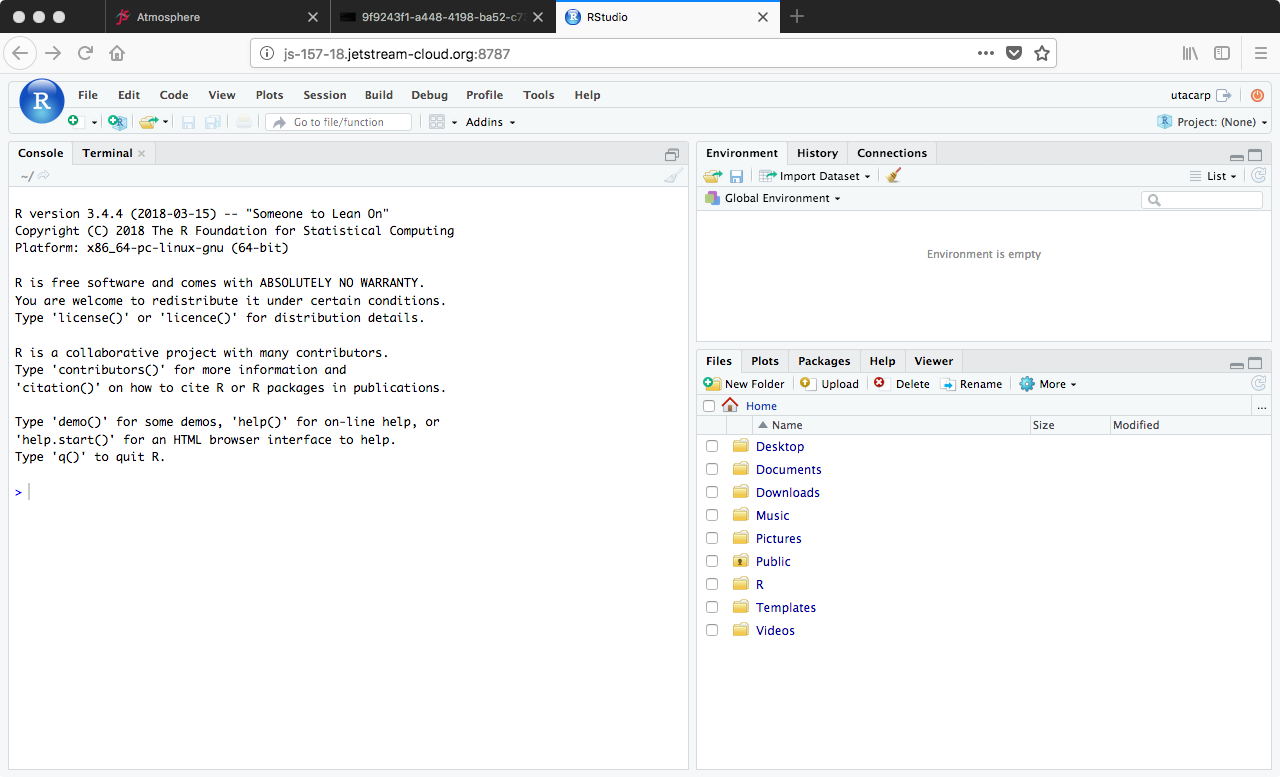 Atmosphere
9f9243f1-a448-4198-ba52-c7
RStudio
js-157-18.jetstream-cloud.org:8787
R
File Edit Code View Plots Session Build Debug Profile Tools Help
utacarp
Go to file/function
Addins
R Project: (None)
Console Terminal
~/
R version 3.4.4 (2018-03-15) -- "Someone to Lean On"
Copyright (C) 2018 The R Foundation for Statistical Computing
Platform: x86_64-pc-linux-gnu (64-bit)
R is free software and comes with ABSOLUTELY NO WARRANTY.
You are welcome to redistribute it under certain conditions.
Type 'license()' or 'licence()' for distribution details.
R is a collaborative project with many contributors.
Type 'contributors()' for more information and
'citation()' on how to cite R or R packages in publications.
Type 'demo()' for some demos, 'help()' for on-line help, or
'help.start()' for an HTML browser interface to help.
Type 'q()' to quit R.
>
Environment History Connections
Import Dataset
List
Global Environment
Environment is empty
Files Plots Packages Help Viewer
New Folder Upload Delete Rename More
Home
...
Name Size Modified
Desktop
Documents
Downloads
Music
Pictures
Public
R
Templates
Videos